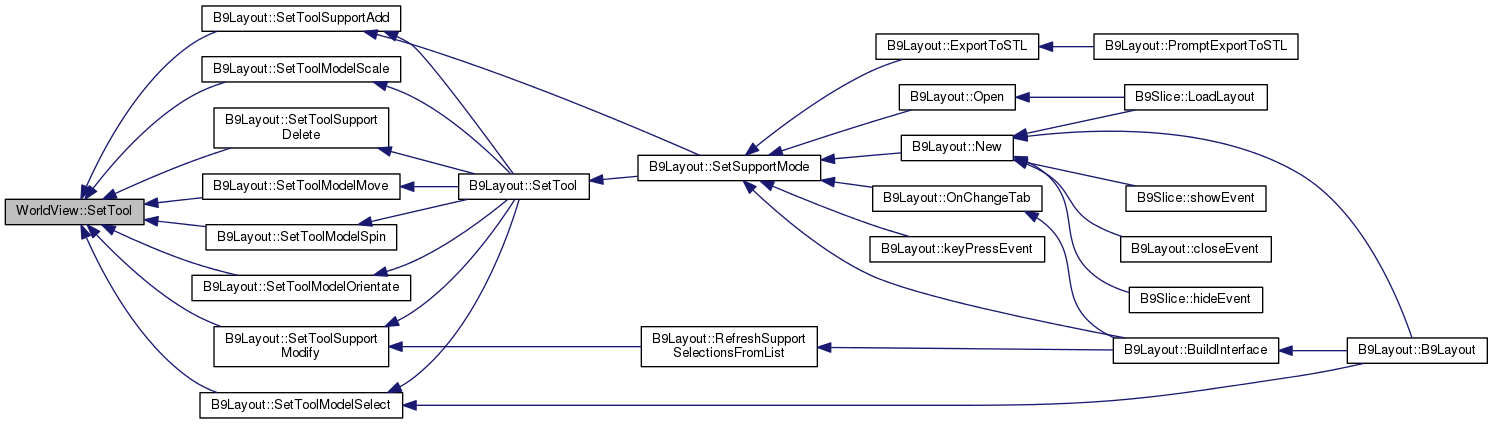 WorldView::SetTool
B9Layout::SetToolSupportAdd
B9Layout::SetToolModelScale
B9Layout::SetToolSupport
Delete
B9Layout::SetToolModelMove
B9Layout::SetToolModelSpin
B9Layout::SetToolModelOrientate
B9Layout::SetToolSupport
Modify
B9Layout::SetToolModelSelect
B9Layout::SetTool
B9Layout::RefreshSupport
SelectionsFromList
B9Layout::SetSupportMode
B9Layout::ExportToSTL
B9Layout::Open
B9Layout::New
B9Layout::OnChangeTab
B9Layout::keyPressEvent
B9Layout::PromptExportToSTL
B9Slice::LoadLayout
B9Slice::showEvent
B9Layout::closeEvent
B9Slice::hideEvent
B9Layout::BuildInterface
B9Layout::B9Layout